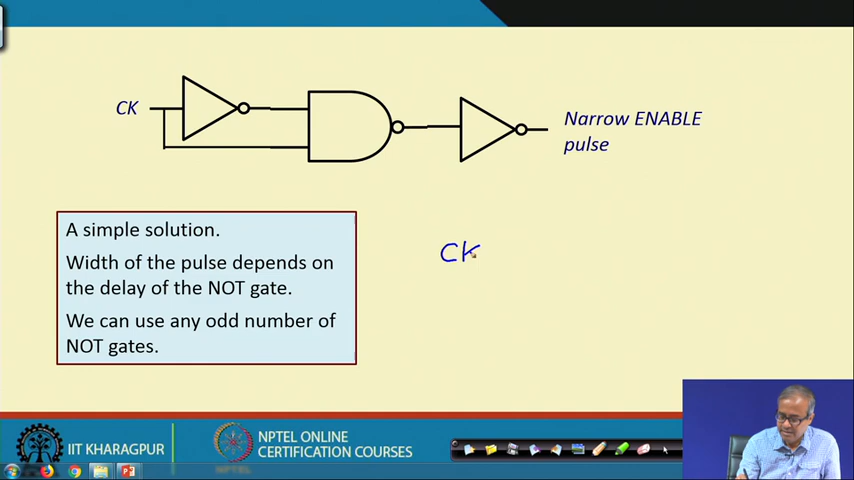 CK
Narrow ENABLE
pulse
A simple solution.
Width of the pulse depends on
the delay of the NOT gate.
We can use any odd number of
NOT gates.
CK
IIT KHARAGPUR
NPTEL ONLINE
CERTIFICATION COURSES
NPTEL